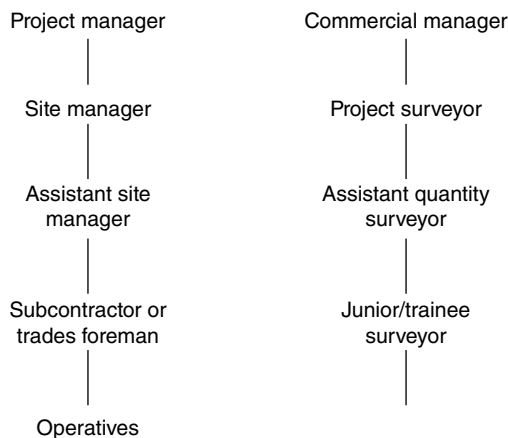 Project manager
Site manager
Assistant site
manager
Subcontractor or
trades foreman
Operatives
Commercial manager
Project surveyor
Assistant quantity
surveyor
Junior/trainee
surveyor